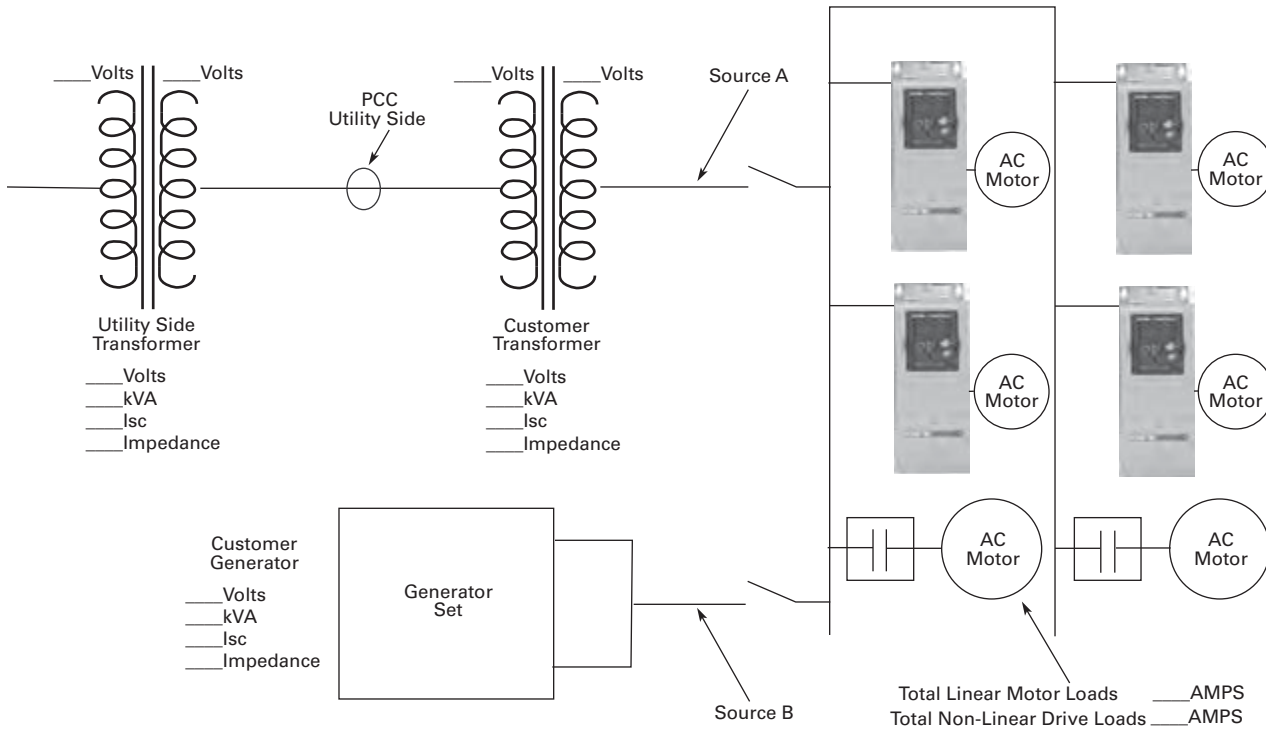 ____Volts ____Volts
PCC
Utility Side
____Volts ____Volts
Source A
AC
Motor
AC
Motor
Utility Side
Transformer
____Volts
____kVA
____Isc
____Impedance
Customer
Transformer
____Volts
____kVA
____Isc
____Impedance
AC
Motor
AC
Motor
Customer
Generator
____Volts
____kVA
____Isc
____Impedance
Generator
Set
Source B
AC
Motor
AC
Motor
Total Linear Motor Loads ____AMPS
Total Non-Linear Drive Loads ____AMPS